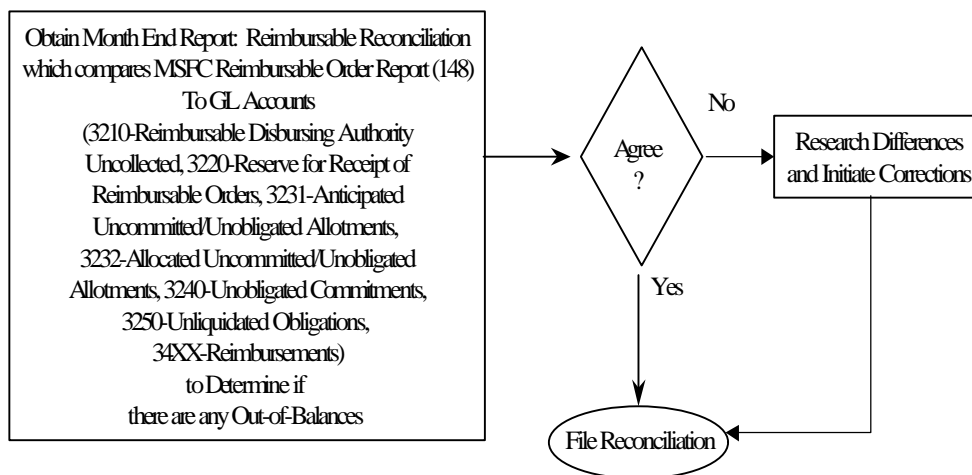 Obtain Month End Report: Reimbursable Reconciliation
which compares MSFC Reimbursable Order Report (148)
To GL Accounts
(3210-Reimbursable Disbursing Authority
Uncollected, 3220-Reserve for Receipt of
Reimbursable Orders, 3231-Anticipated
Uncommitted/Unobligated Allotments,
3232-Allocated Uncommitted/Unobligated
Allotments, 3240-Unobligated Commitments,
3250-Unliquidated Obligations,
34XX-Reimbursements)
to Determine if
there are any Out-of-Balances
Agree
?
No
Research Differences
and Initiate Corrections
Yes
File Reconciliation